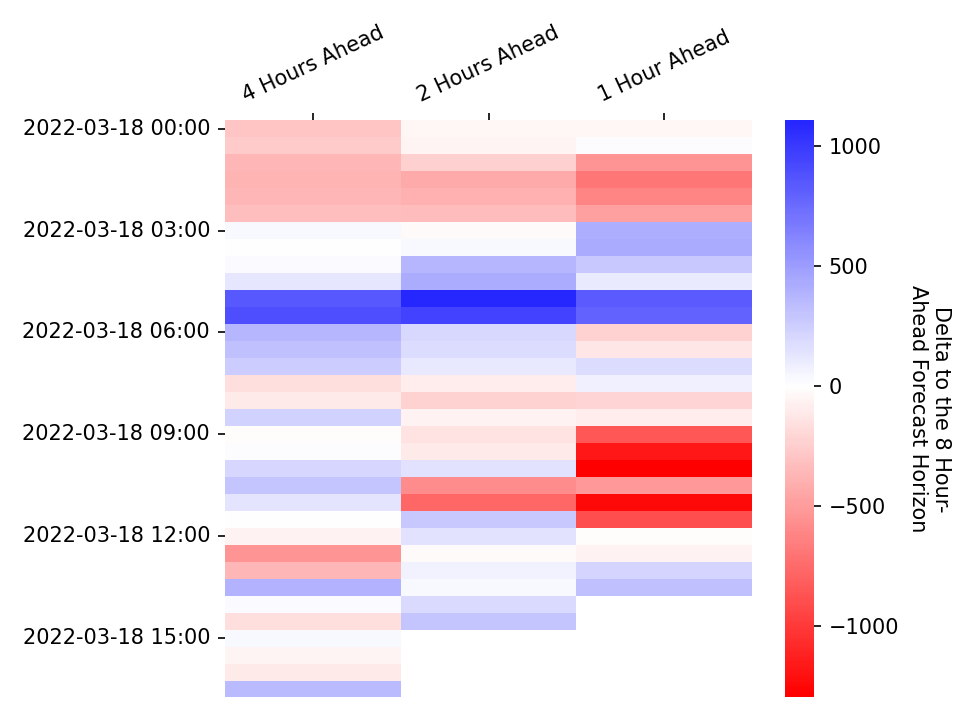 4 Hours Ahead
2 Hours Ahead
1 Hour Ahead
2022-03-18 00:00
2022-03-18 03:00
2022-03-18 06:00
2022-03-18 09:00
2022-03-18 12:00
2022-03-18 15:00
1000
500
0
−500
−1000
Delta to the 8 Hour-
Ahead Forecast Horizon